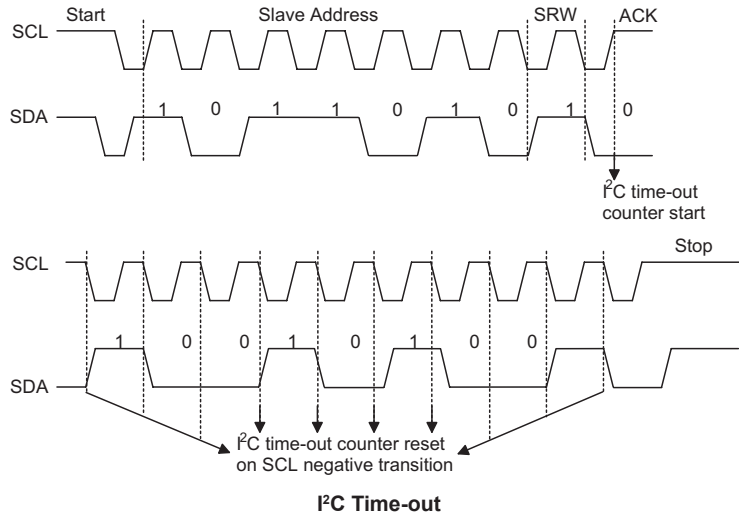 Start Slave Address SRW ACK
SCL
1 0 1 1 0 1 0 1 0
SDA
I²C time-out
counter start
Stop
SCL
1 0 0 1 0 1 0 0
SDA
I²C time-out counter reset
on SCL negative transition
I²C Time-out